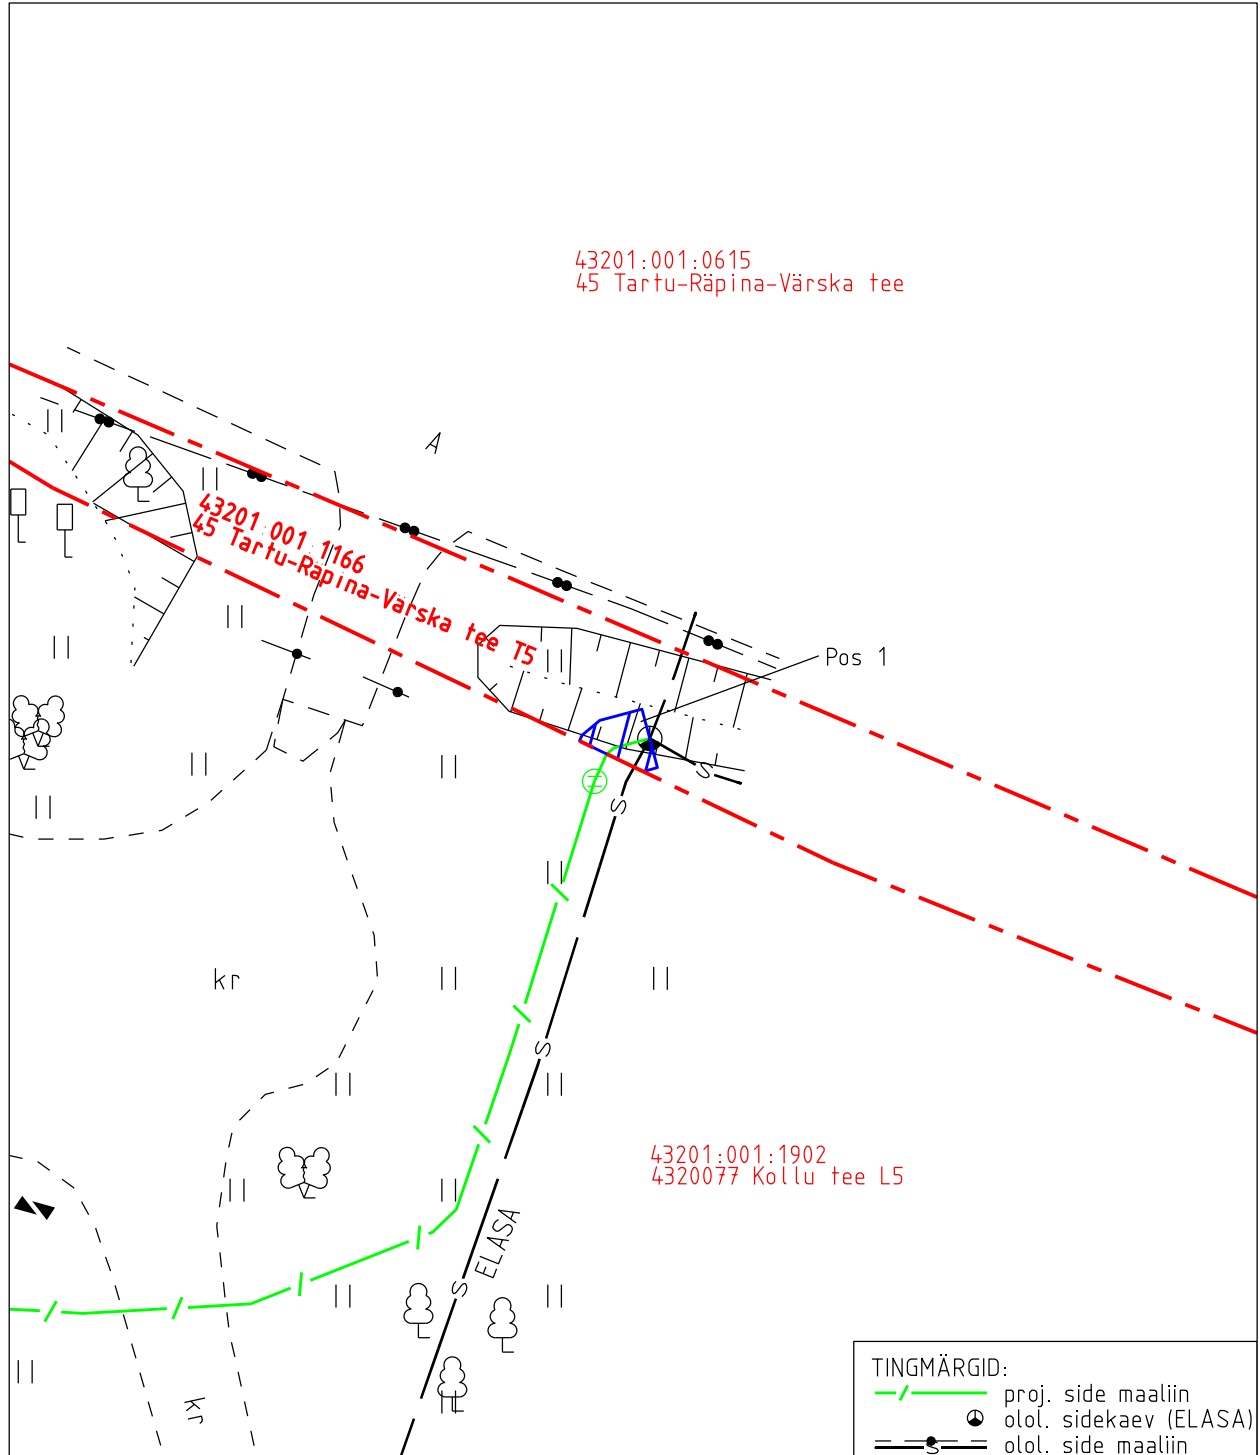 43201:001:0615
45 Tartu-Räpina-Värska tee
A
43201 001 1166
45 Tartu-Räpina-Värska tee T5
Pos 1
S
S
kr
S
43201:001:1902
4320077 Kollu tee L5
ELASA
S
kr
TINGMÄRGID:
proj. side maaliin
olol. sidekaev (ELASA)
S
olol. side maaliin